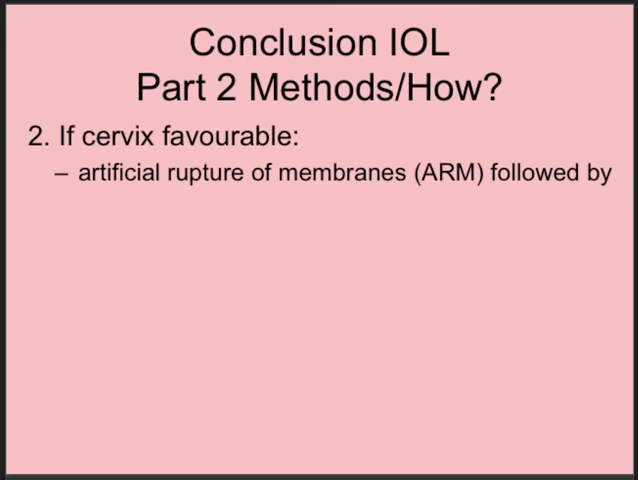 Conclusion IOL
Part 2 Methods/How?
2. If cervix favourable:
– artificial rupture of membranes (ARM) followed by